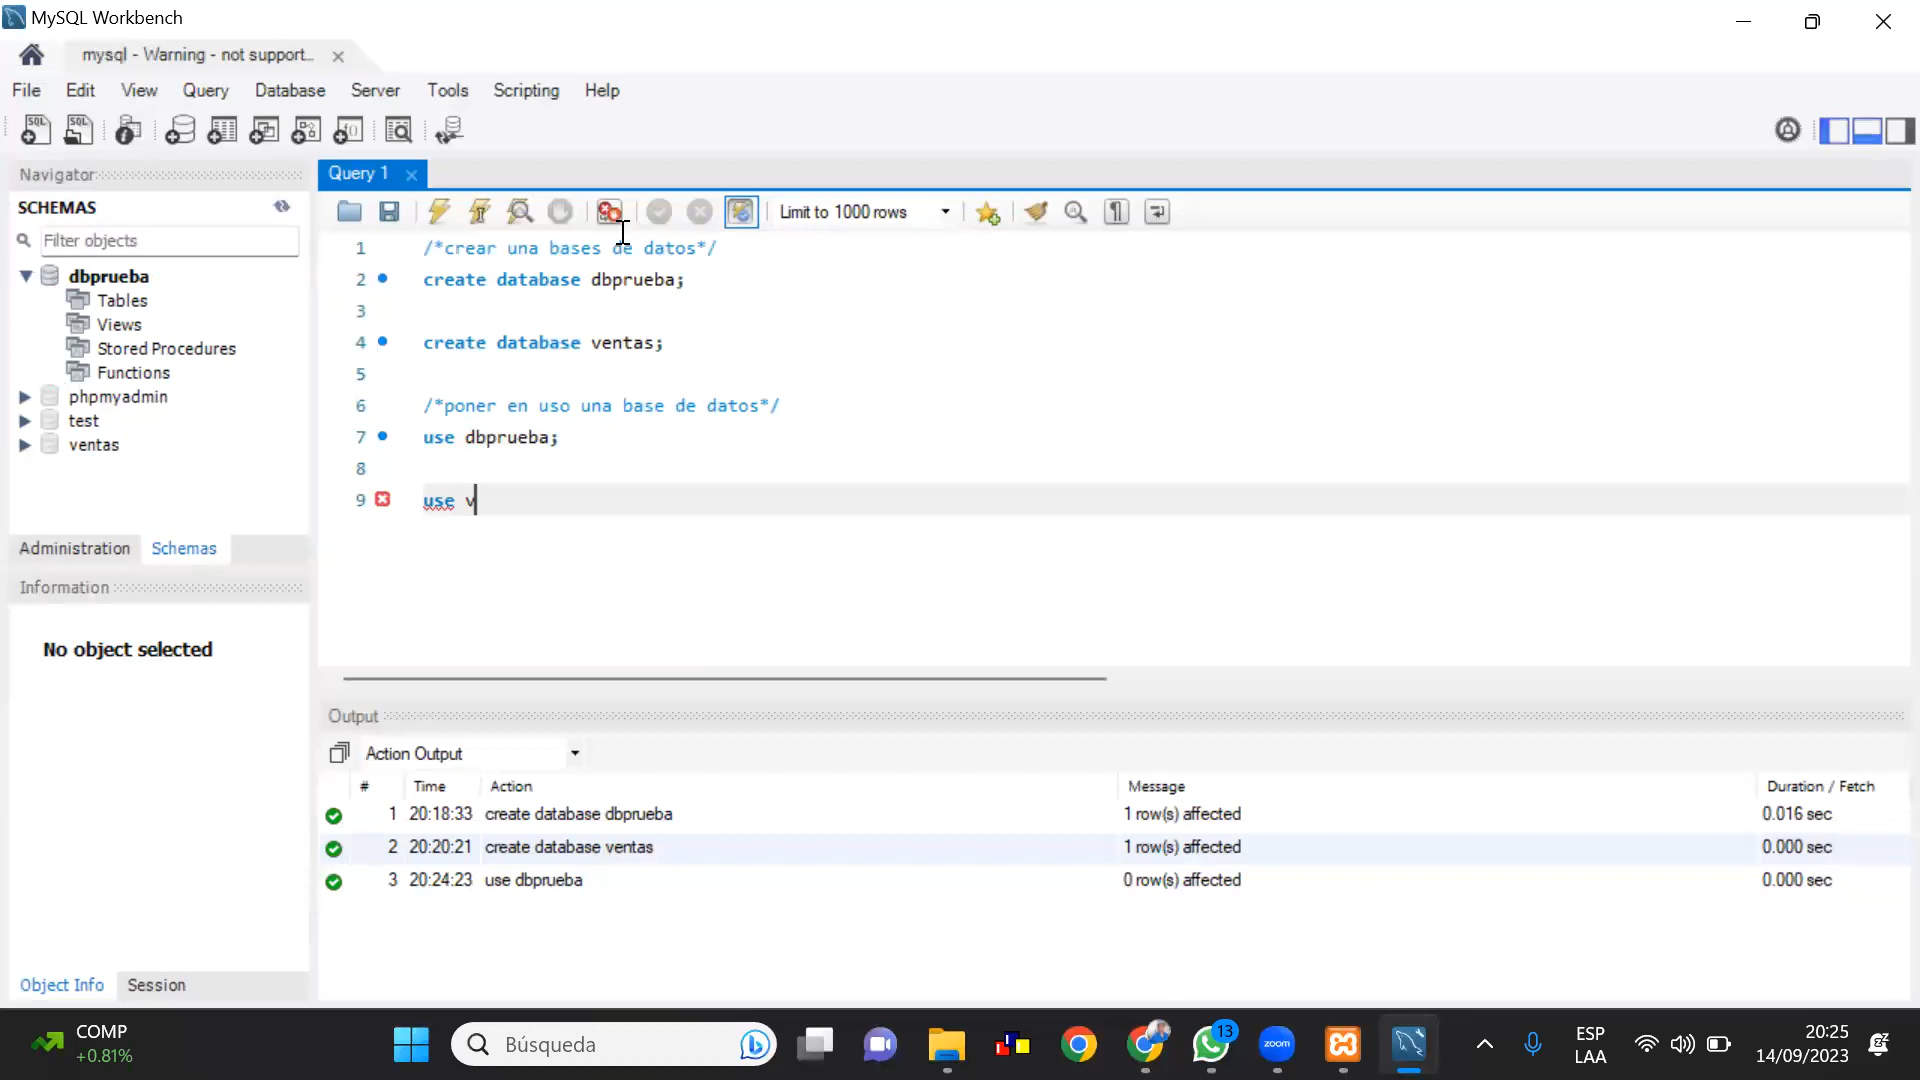 MySQL Workbench
mysql - Warning - not support...
File Edit View Query Database Server Tools Scripting Help
Navigator
SCHEMAS
Filter objects
dbprueba
Tables
Views
Stored Procedures
Functions
phpmyadmin
test
ventas
Administration Schemas
Information
No object selected
Object Info Session
Query 1
Limit to 1000 rows
1 /*crear una bases de datos*/
2 create database dbprueba;
3
4 create database ventas;
5
6 /*poner en uso una base de datos*/
7 use dbprueba;
8
9 use v
Output
Action Output
# Time Action Message Duration / Fetch
1 20:18:33 create database dbprueba 1 row(s) affected 0.016 sec
2 20:20:21 create database ventas 1 row(s) affected 0.000 sec
3 20:24:23 use dbprueba 0 row(s) affected 0.000 sec
COMP
+0.81%
Búsqueda
13
zoom
ESP
LAA
20:25
14/09/2023